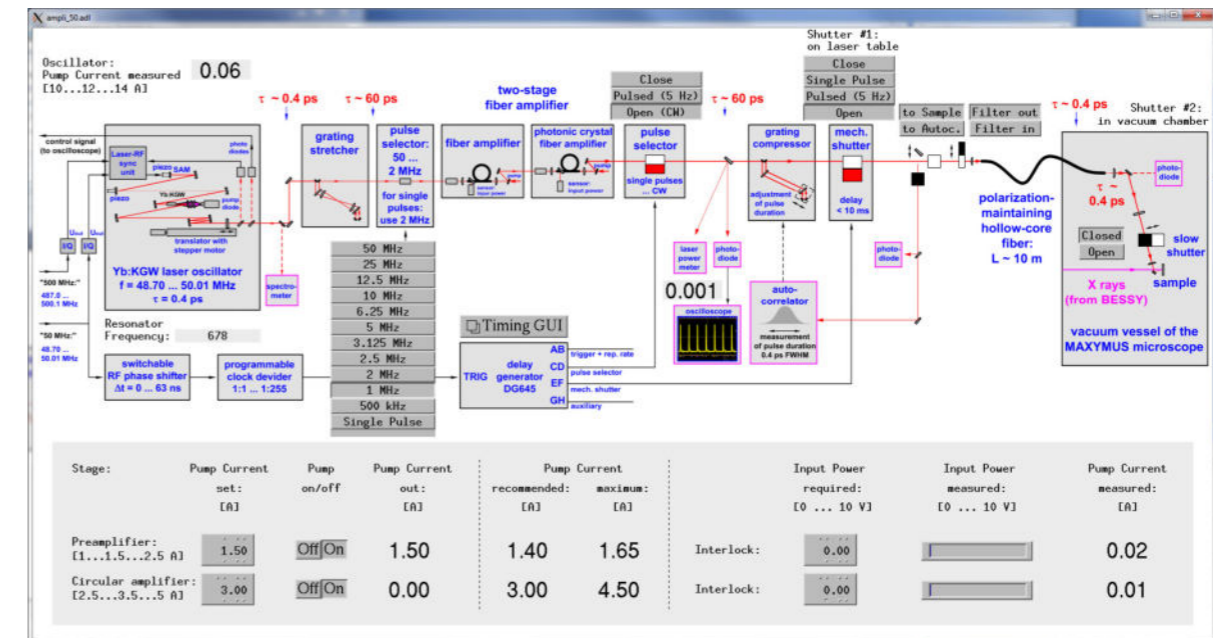 ampli_50.adl
Oscillator:
Pump Current measured 0.06
[10...12...14 A]
Shutter #1:
on laser table
Close
Single Pulse
Pulsed (5 Hz)
Open
Close
Pulsed (5 Hz)
Open (CW)
two-stage
fiber amplifier
τ ~ 0.4 ps
τ ~ 60 ps
τ ~ 60 ps
τ ~ 0.4 ps
Shutter #2:
in vacuum chamber
to Sample
to Autoc.
Filter out
Filter in
control signal
(to oscilloscope)
Laser-RF
sync
unit
photo
diodes
piezo
SAM
piezo
Yb:KGW
pump
diode
translator with
stepper motor
Yb:KGW laser oscillator
f = 48.70 ... 50.01 MHz
τ = 0.4 ps
I/Q
I/Q
"500 MHz:"
487.0 ...
500.1 MHz
"50 MHz:"
48.70 ...
50.01 MHz
grating
stretcher
pulse
selector:
50 ...
2 MHz
for single
pulses:
use 2 MHz
fiber amplifier
sensor:
input power
pump
photonic crystal
fiber amplifier
sensor:
input power
pump
pulse
selector
single pulses
... CW
grating
compressor
adjustment
of pulse
duration
mech.
shutter
delay
< 10 ms
spectro-
meter
laser
power
meter
photo-
diode
0.001
oscilloscope
auto-
correlator
measurement
of pulse duration
0.4 ps FWHM
photo-
diode
polarization-
maintaining
hollow-core
fiber:
L ~ 10 m
τ ~
0.4 ps
photo-
diode
Closed
Open
slow
shutter
sample
X rays
(from BESSY)
vacuum vessel of the
MAXYMUS microscope
50 MHz
25 MHz
12.5 MHz
10 MHz
6.25 MHz
5 MHz
3.125 MHz
2.5 MHz
2 MHz
1 MHz
500 kHz
Single Pulse
Resonator
Frequency: 678
switchable
RF phase shifter
Δt = 0 ... 63 ns
programmable
clock devider
1:1 ... 1:255
Timing GUI
TRIG
delay
generator
DG645
AB trigger + rep. rate
CD pulse selector
EF mech. shutter
GH auxiliary
Stage: Pump Current Pump Pump Current Pump Current Input Power Input Power Pump Current
set: on/off out: recommended: maximum: required: measured: measured:
[A] [A] [A] [A] [0 ... 10 V] [0 ... 10 V] [A]
Preamplifier:
[1...1.5...2.5 A] 1.50 Off On 1.50 1.40 1.65 Interlock: 0.00 0.02
Circular amplifier:
[2.5...3.5...5 A] 3.00 Off On 0.00 3.00 4.50 Interlock: 0.00 0.01